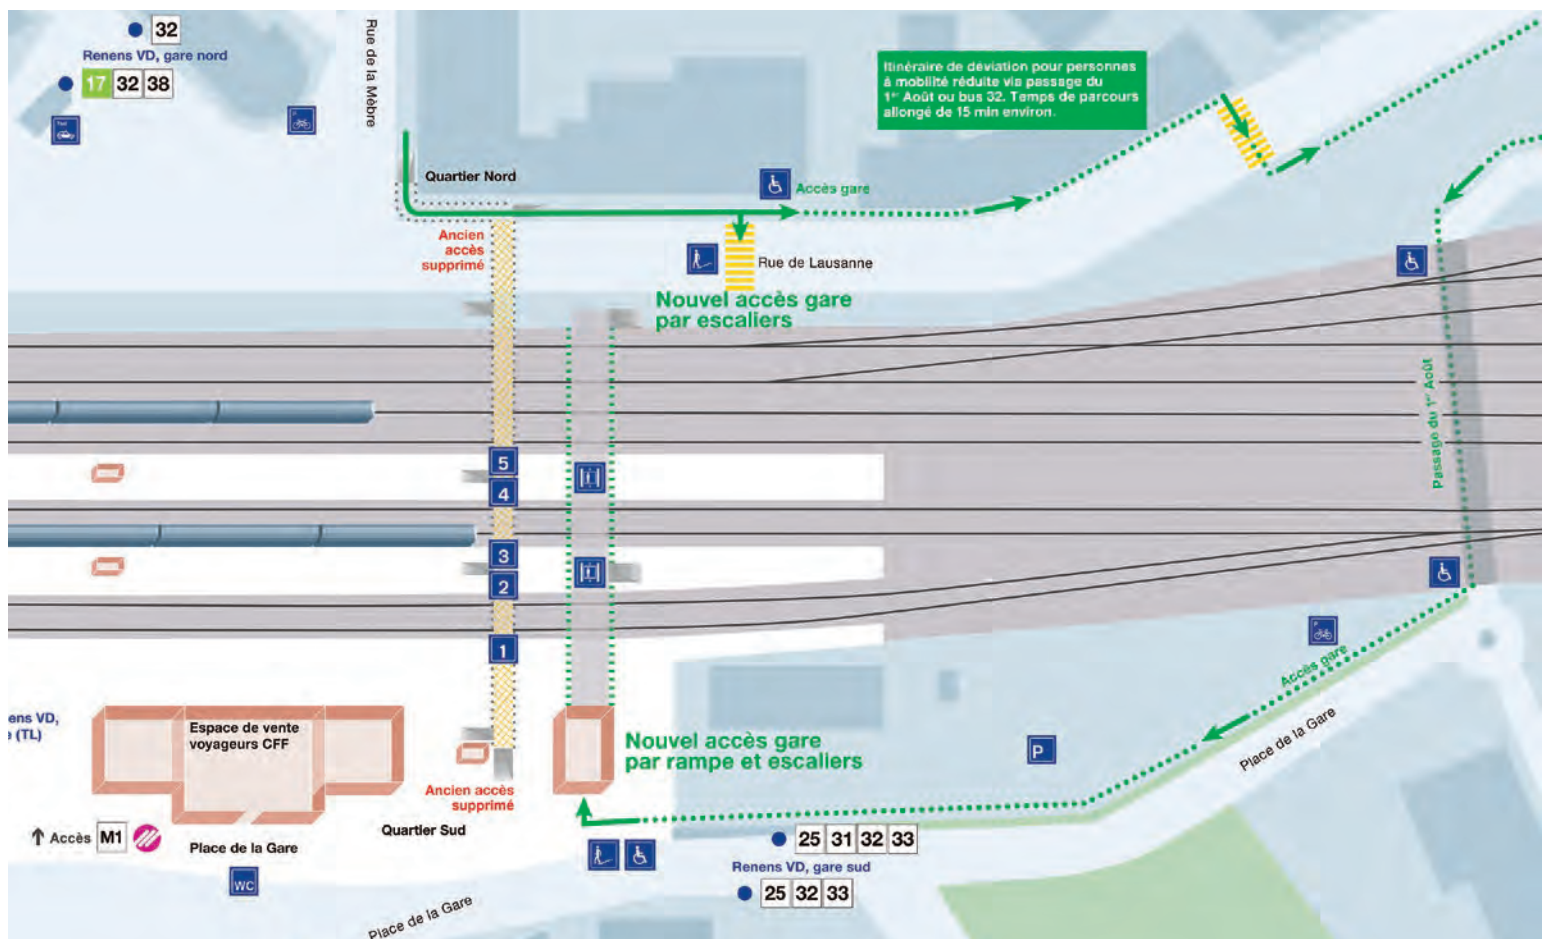 32
Renens VD, gare nord
17 32 38
Taxi
P
Rue de la Mèbre
Itinéraire de déviation pour personnes
à mobilité réduite via passage du
1er Août ou bus 32. Temps de parcours
allongé de 15 min environ.
Quartier Nord
Accès gare
Ancien
accès
supprimé
Rue de Lausanne
Nouvel accès gare
par escaliers
Passage du 1er Août
5
4
3
2
1
P
Accès gare
Place de la Gare
ens VD,
e (TL)
Espace de vente
voyageurs CFF
Nouvel accès gare
par rampe et escaliers
P
Ancien accès
supprimé
Quartier Sud
Accès M1
Place de la Gare
WC
25 31 32 33
Renens VD, gare sud
25 32 33
Place de la Gare